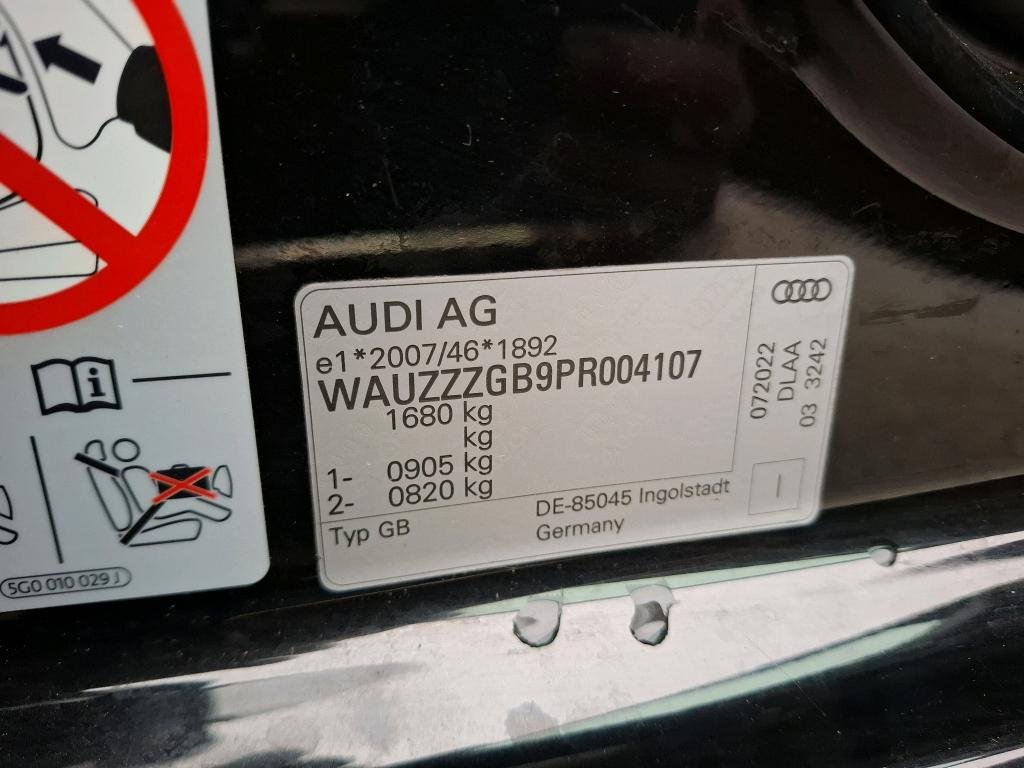 AUDI AG
e1*2007/46*1892
WAUZZZGB9PR004107
1680 kg
kg
1- 0905 kg
2- 0820 kg
Typ GB
DE-85045 Ingolstadt
Germany
072022
DLAA
03 3242
5G0 010 029 J